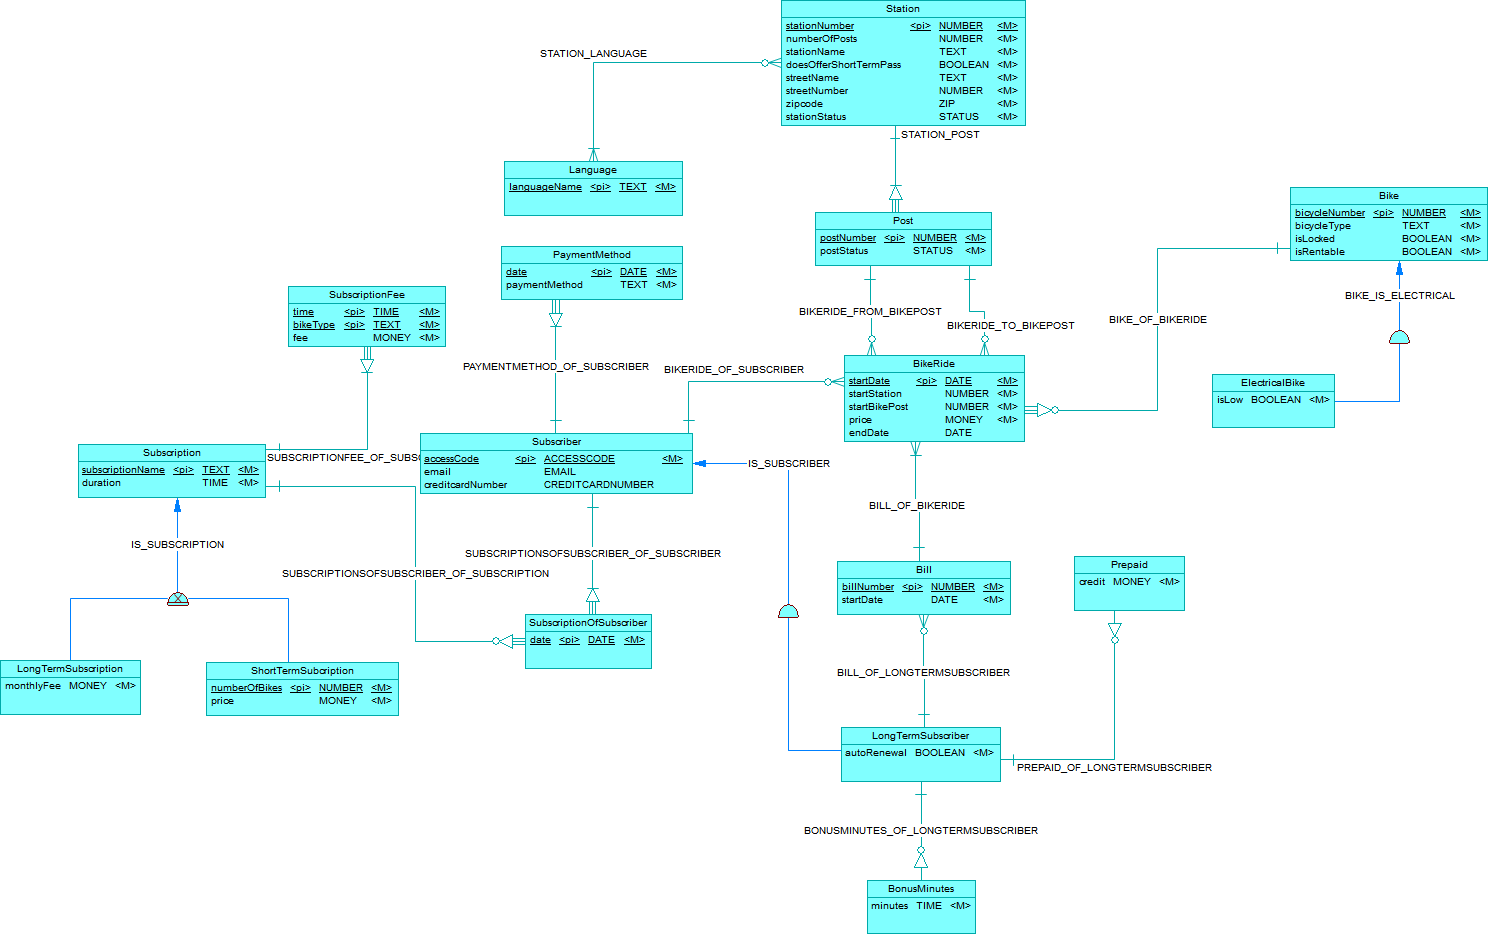 Station
stationNumber <pi> NUMBER <M>
numberOfPosts NUMBER <M>
stationName TEXT <M>
doesOfferShortTermPass BOOLEAN <M>
streetName TEXT <M>
streetNumber NUMBER <M>
zipcode ZIP <M>
stationStatus STATUS <M>
STATION_LANGUAGE
STATION_POST
Language
languageName <pi> TEXT <M>
Post
postNumber <pi> NUMBER <M>
postStatus STATUS <M>
Bike
bicycleNumber <pi> NUMBER <M>
bicycleType TEXT <M>
isLocked BOOLEAN <M>
isRentable BOOLEAN <M>
PaymentMethod
date <pi> DATE <M>
paymentMethod TEXT <M>
SubscriptionFee
time <pi> TIME <M>
bikeType <pi> TEXT <M>
fee MONEY <M>
BIKE_IS_ELECTRICAL
BIKERIDE_FROM_BIKEPOST
BIKERIDE_TO_BIKEPOST
BIKE_OF_BIKERIDE
PAYMENTMETHOD_OF_SUBSCRIBER
BIKERIDE_OF_SUBSCRIBER
BikeRide
startDate <pi> DATE <M>
startStation NUMBER <M>
startBikePost NUMBER <M>
price MONEY <M>
endDate DATE
ElectricalBike
isLow BOOLEAN <M>
Subscription
subscriptionName <pi> TEXT <M>
duration TIME <M>
SUBSCRIPTIONFEE_OF_SUBS
Subscriber
accessCode <pi> ACCESSCODE <M>
email EMAIL
creditcardNumber CREDITCARDNUMBER
IS_SUBSCRIBER
BILL_OF_BIKERIDE
IS_SUBSCRIPTION
SUBSCRIPTIONSOFSUBSCRIBER_OF_SUBSCRIBER
SUBSCRIPTIONSOFSUBSCRIBER_OF_SUBSCRIPTION
Bill
billNumber <pi> NUMBER <M>
startDate DATE <M>
Prepaid
credit MONEY <M>
SubscriptionOfSubscriber
date <pi> DATE <M>
LongTermSubscription
monthlyFee MONEY <M>
ShortTermSubcription
numberOfBikes <pi> NUMBER <M>
price MONEY <M>
BILL_OF_LONGTERMSUBSCRIBER
LongTermSubscriber
autoRenewal BOOLEAN <M>
PREPAID_OF_LONGTERMSUBSCRIBER
BONUSMINUTES_OF_LONGTERMSUBSCRIBER
BonusMinutes
minutes TIME <M>